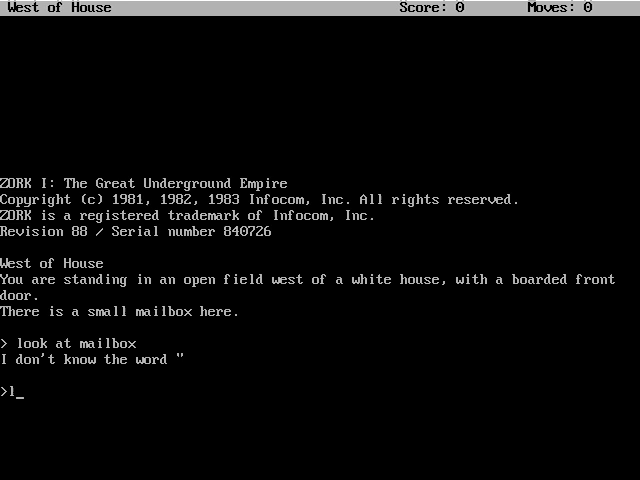 West of House Score: 0 Moves: 0
ZORK I: The Great Underground Empire
Copyright (c) 1981, 1982, 1983 Infocom, Inc. All rights reserved.
ZORK is a registered trademark of Infocom, Inc.
Revision 88 / Serial number 840726
West of House
You are standing in an open field west of a white house, with a boarded front
door.
There is a small mailbox here.
> look at mailbox
I don't know the word "
>l_